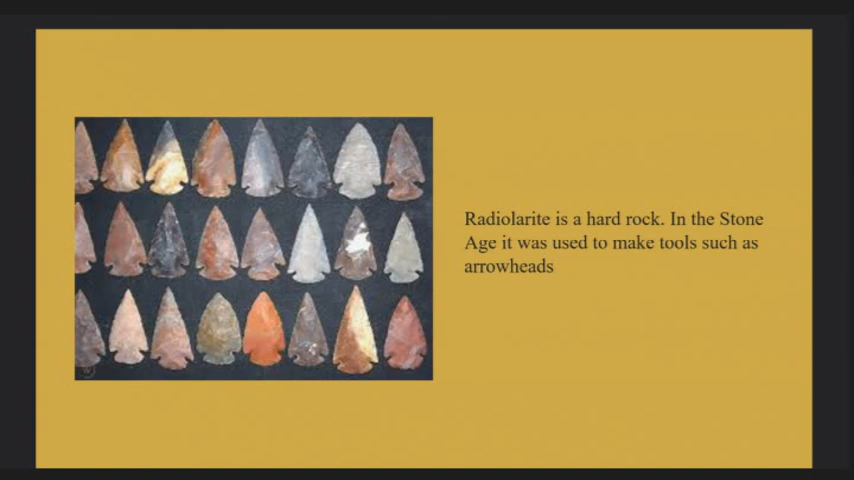 Radiolarite is a hard rock. In the Stone
Age it was used to make tools such as
arrowheads